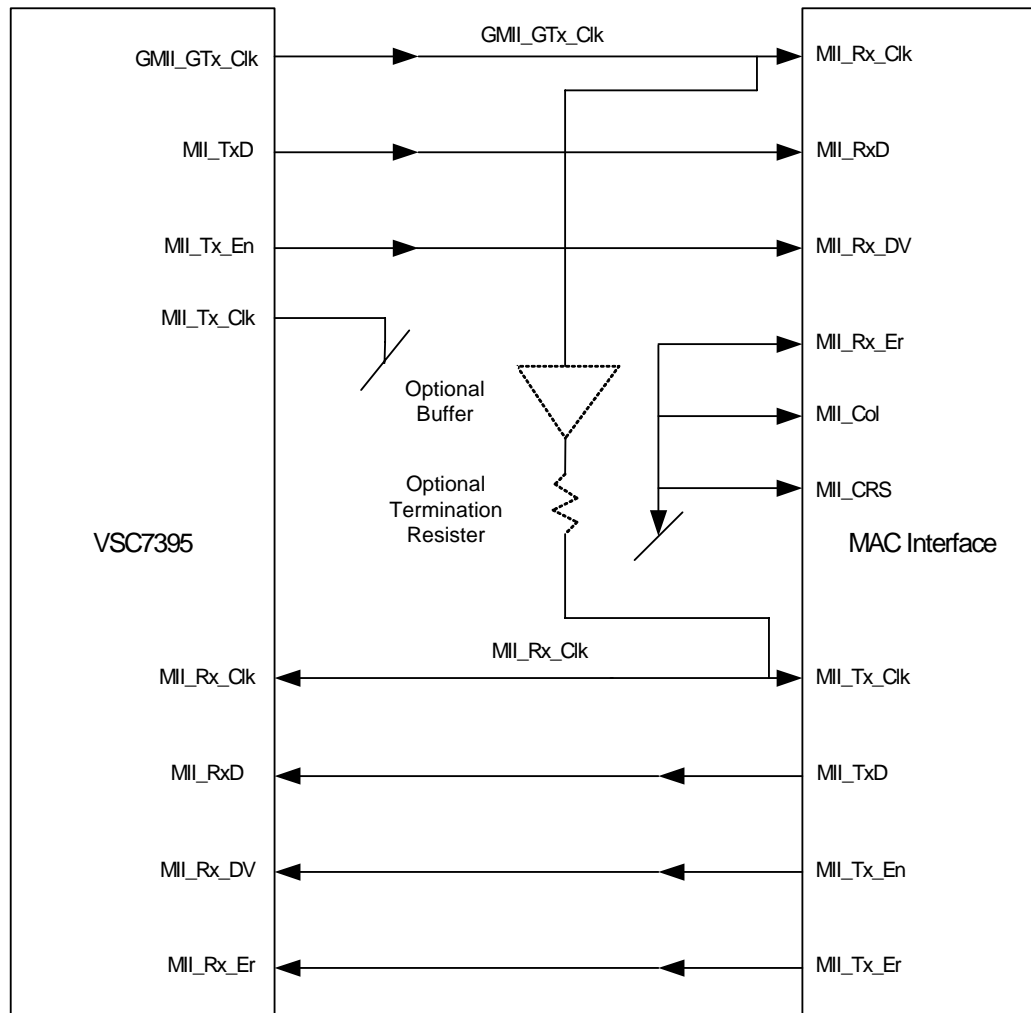 GMII_GTx_Clk
GMII_GTx_Clk
MII_Rx_Clk
MII_TxD
MII_RxD
MII_Tx_En
MII_Rx_DV
MII_Tx_Clk
MII_Rx_Er
Optional
Buffer
MII_Col
Optional
Termination
Resister
MII_CRS
VSC7395
MAC Interface
MII_Rx_Clk
MII_Rx_Clk
MII_Tx_Clk
MII_RxD
MII_TxD
MII_Rx_DV
MII_Tx_En
MII_Rx_Er
MII_Tx_Er